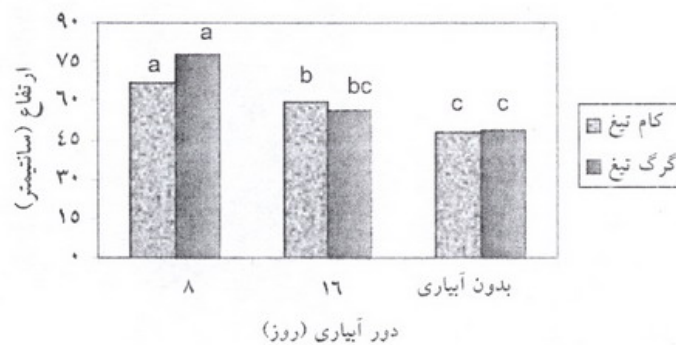 ۹۰
۷۵
۶۰
۴۵
۳۰
۱۵
۰
ارتفاع (سانتیمتر)
a
a
b
bc
c
c
۸
۱۶
بدون آبیاری
دور آبیاری (روز)
کام تیغ
گرگ تیغ